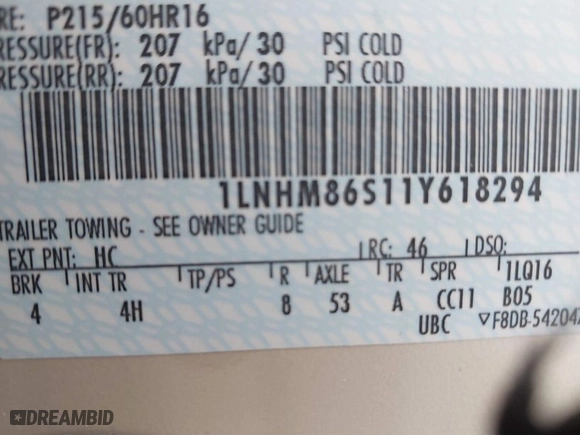 RE: P215/60HR16
RESSURE(FR): 207 kPa/ 30 PSI COLD
RESSURE(RR): 207 kPa/ 30 PSI COLD
1LNHM86S11Y618294
TRAILER TOWING - SEE OWNER GUIDE
EXT PNT: HC RC: 46 DSO:
BRK INT TR TP/PS R AXLE TR SPR 1LQ16
4 4H 8 53 A CC11 B05
UBC ▽F8DB-54204
DREAMBID